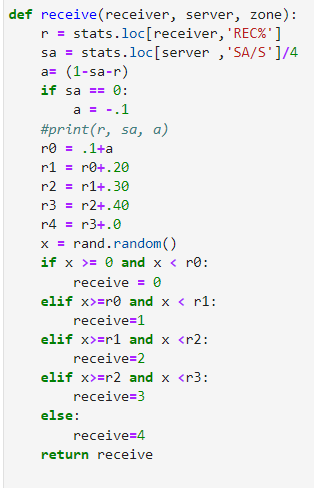 def receive(receiver, server, zone):
    r = stats.loc[receiver,'REC%']
    sa = stats.loc[server ,'SA/S']/4
    a= (1-sa-r)
    if sa == 0:
        a = -.1
    #print(r, sa, a)
    r0 = .1+a
    r1 = r0+.20
    r2 = r1+.30
    r3 = r2+.40
    r4 = r3+.0
    x = rand.random()
    if x >= 0 and x < r0:
        receive = 0
    elif x>=r0 and x < r1:
        receive=1
    elif x>=r1 and x <r2:
        receive=2
    elif x>=r2 and x <r3:
        receive=3
    else:
        receive=4
    return receive